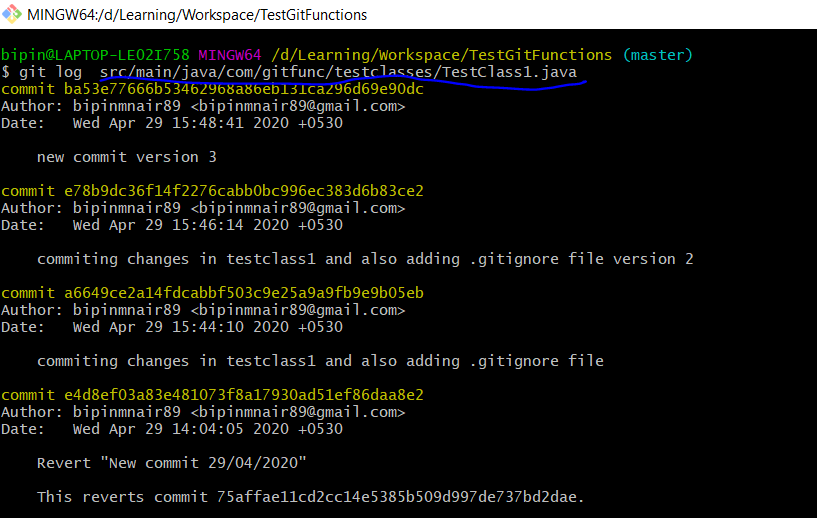 MINGW64:/d/Learning/Workspace/TestGitFunctions
bipin@LAPTOP-LEO2I758 MINGW64 /d/Learning/Workspace/TestGitFunctions (master)
$ git log  src/main/java/com/gitfunc/testclasses/TestClass1.java
commit ba53e77666b53462968a86eb131ca296d69e90dc
Author: bipinmnair89 <bipinmnair89@gmail.com>
Date:   Wed Apr 29 15:48:41 2020 +0530
new commit version 3
commit e78b9dc36f14f2276cabb0bc996ec383d6b83ce2
Author: bipinmnair89 <bipinmnair89@gmail.com>
Date:   Wed Apr 29 15:46:14 2020 +0530
commiting changes in testclass1 and also adding .gitignore file version 2
commit a6649ce2a14fdcabbf503c9e25a9a9fb9e9b05eb
Author: bipinmnair89 <bipinmnair89@gmail.com>
Date:   Wed Apr 29 15:44:10 2020 +0530
commiting changes in testclass1 and also adding .gitignore file
commit e4d8ef03a83e481073f8a17930ad51ef86daa8e2
Author: bipinmnair89 <bipinmnair89@gmail.com>
Date:   Wed Apr 29 14:04:05 2020 +0530
Revert "New commit 29/04/2020"
This reverts commit 75affae11cd2cc14e5385b509d997de737bd2dae.